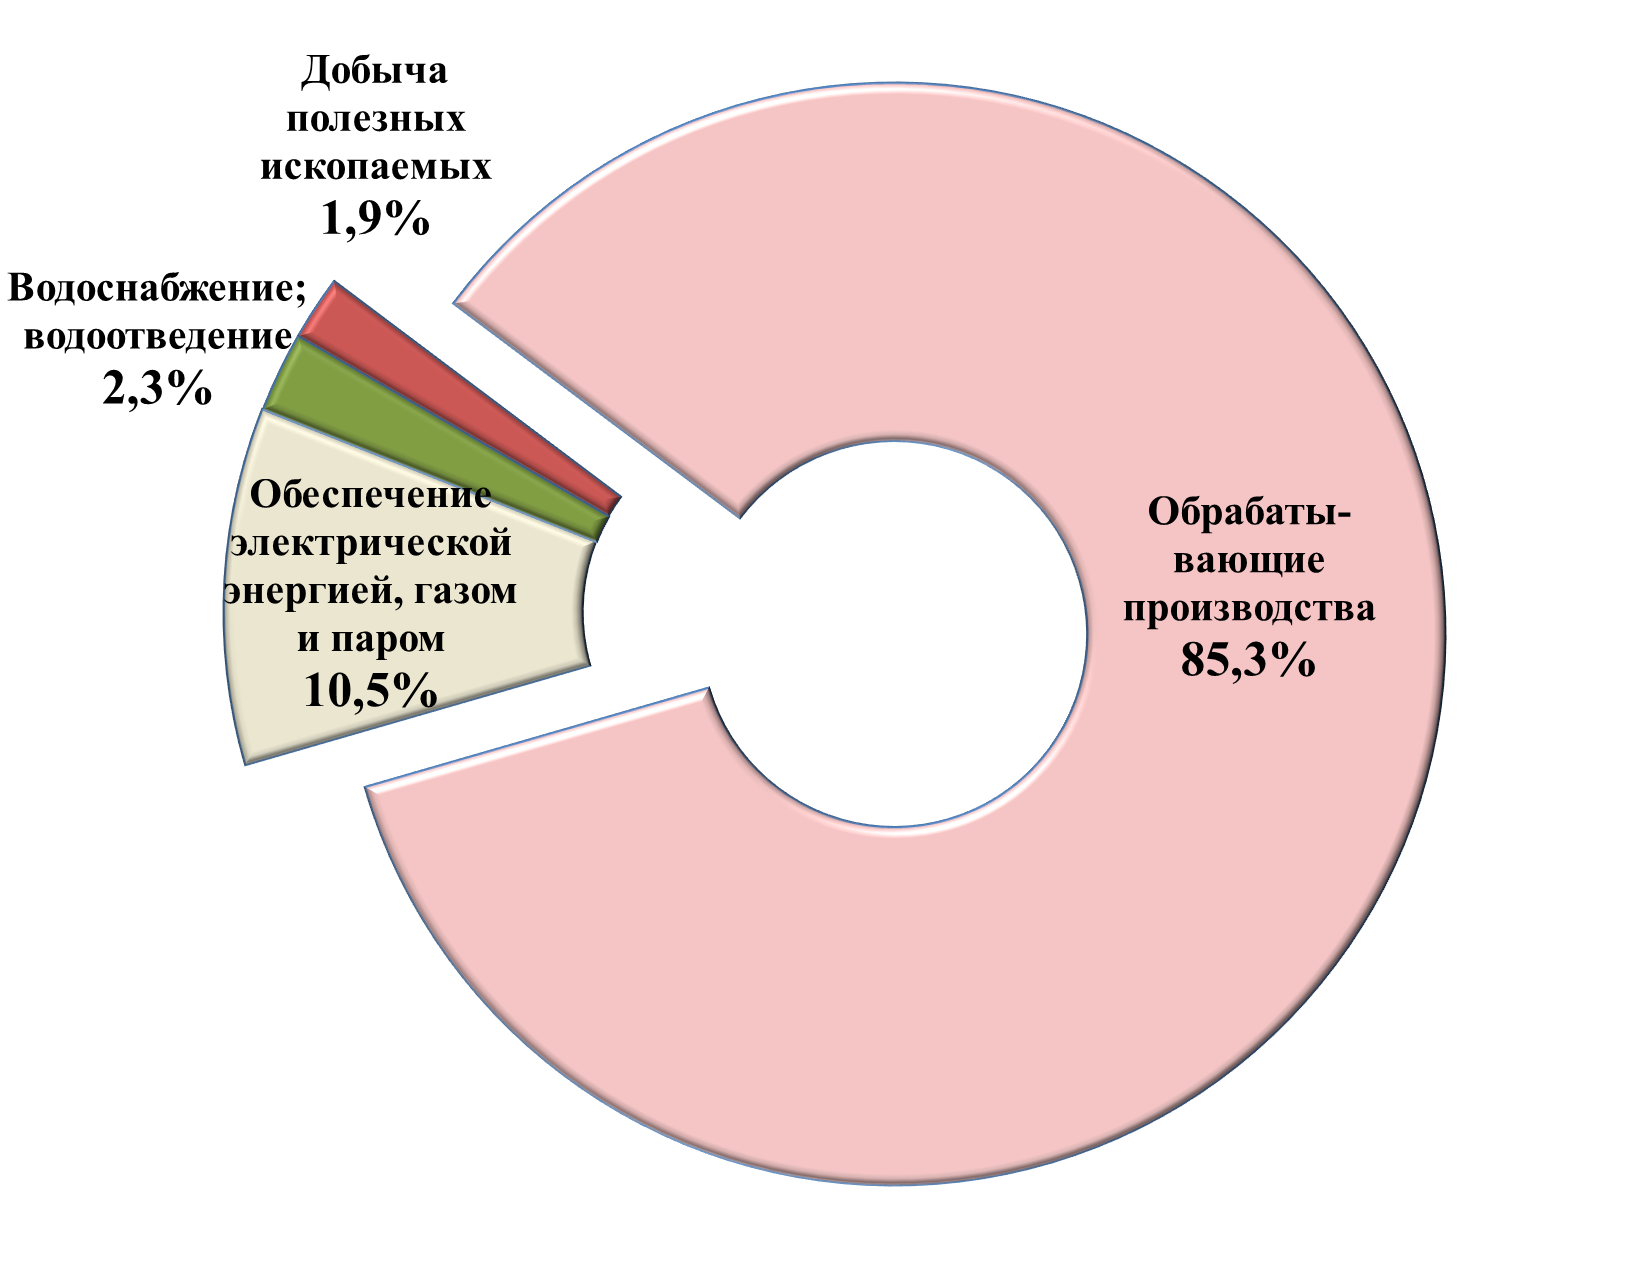 Добыча
полезных
ископаемых
1,9%
Водоснабжение;
водоотведение
2,3%
Обеспечение
электрической
энергией, газом
и паром
10,5%
Обрабаты-
вающие
производства
85,3%